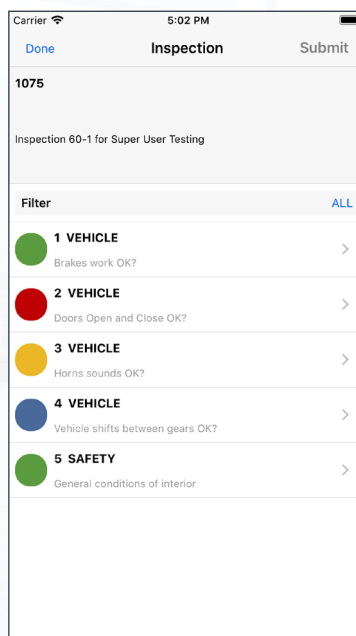 Carrier 5:02 PM
Done Inspection Submit
1075
Inspection 60-1 for Super User Testing
Filter ALL
1 VEHICLE
Brakes work OK?
2 VEHICLE
Doors Open and Close OK?
3 VEHICLE
Horns sounds OK?
4 VEHICLE
Vehicle shifts between gears OK?
5 SAFETY
General conditions of interior